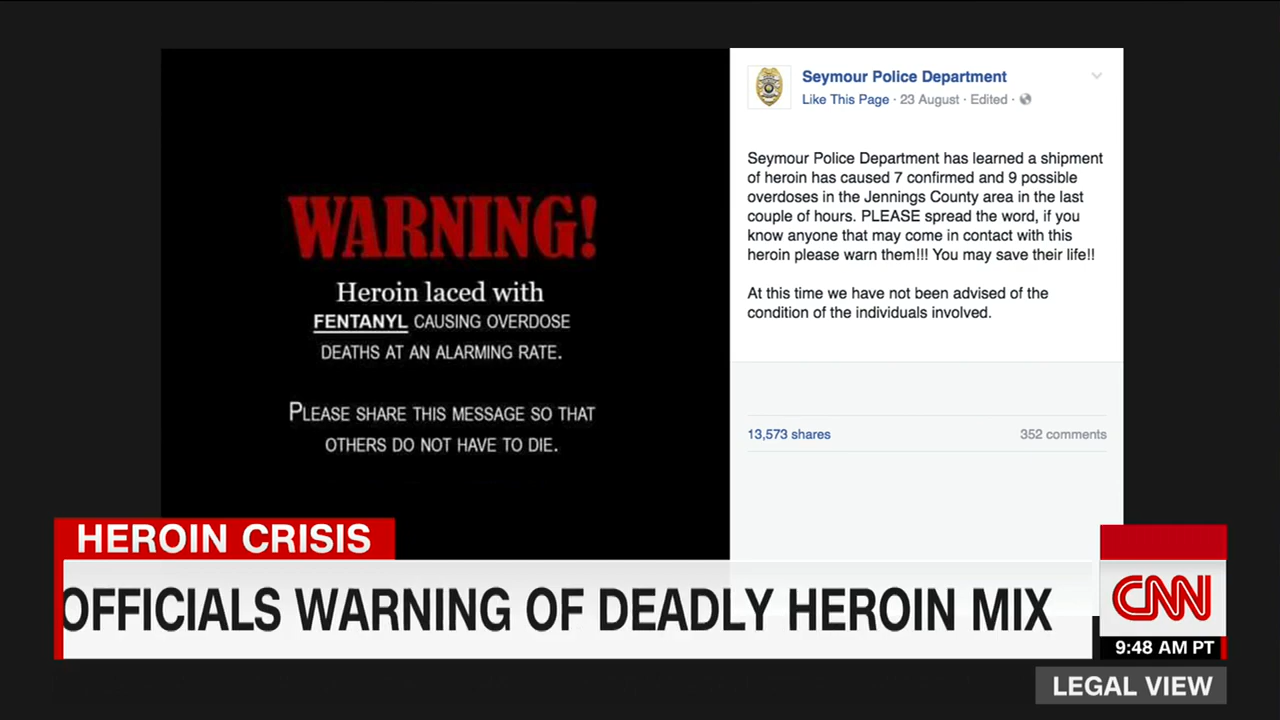 WARNING!
Heroin laced with
FENTANYL CAUSING OVERDOSE
DEATHS AT AN ALARMING RATE.
PLEASE SHARE THIS MESSAGE SO THAT
OTHERS DO NOT HAVE TO DIE.
Seymour Police Department
Like This Page · 23 August · Edited ·
Seymour Police Department has learned a shipment
of heroin has caused 7 confirmed and 9 possible
overdoses in the Jennings County area in the last
couple of hours. PLEASE spread the word, if you
know anyone that may come in contact with this
heroin please warn them!!! You may save their life!!
At this time we have not been advised of the
condition of the individuals involved.
13,573 shares
352 comments
HEROIN CRISIS
OFFICIALS WARNING OF DEADLY HEROIN MIX
CNN
9:48 AM PT
LEGAL VIEW